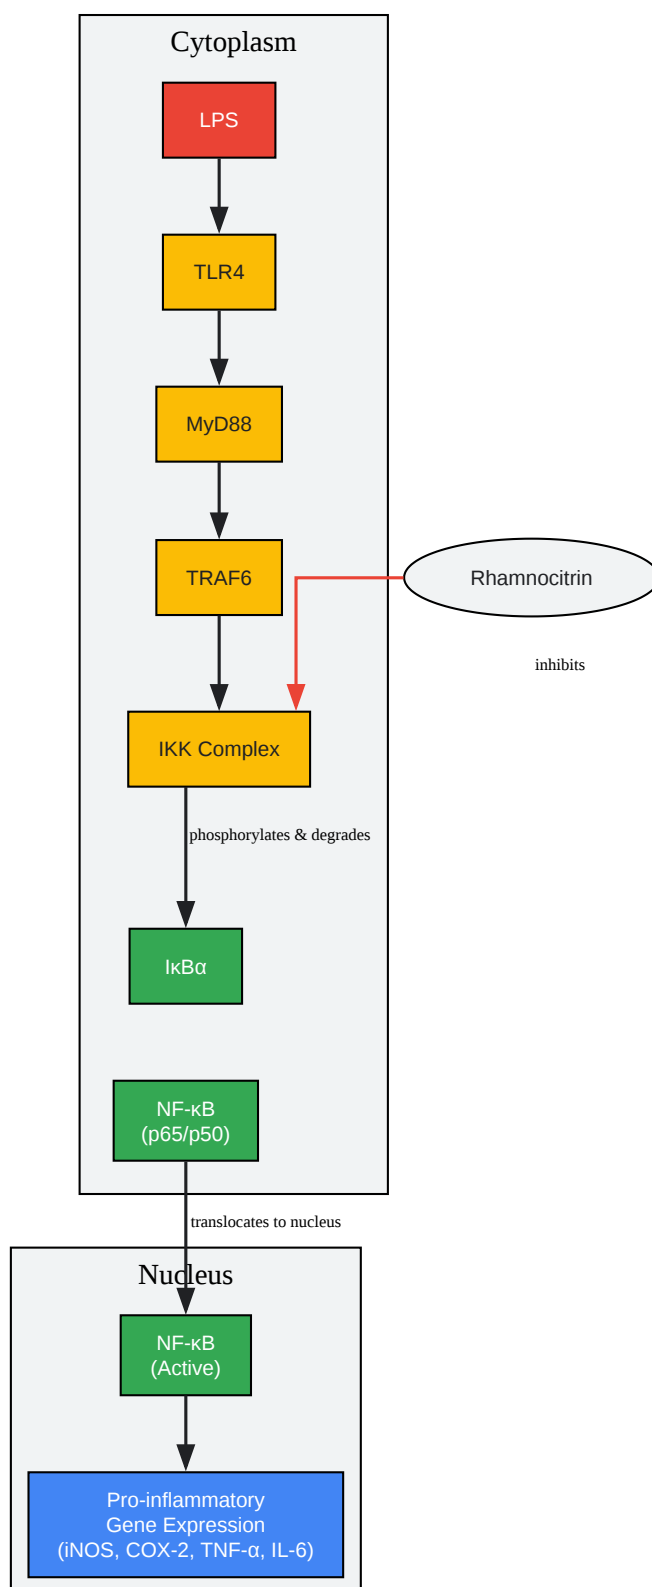 Cytoplasm
LPS
TLR4
MyD88
TRAF6
Rhamnocitrin
inhibits
IKK Complex
phosphorylates & degrades
IκBα
NF-κB
(p65/p50)
translocates to nucleus
Nucleus
NF-κB
(Active)
Pro-inflammatory
Gene Expression
(iNOS, COX-2, TNF-α, IL-6)